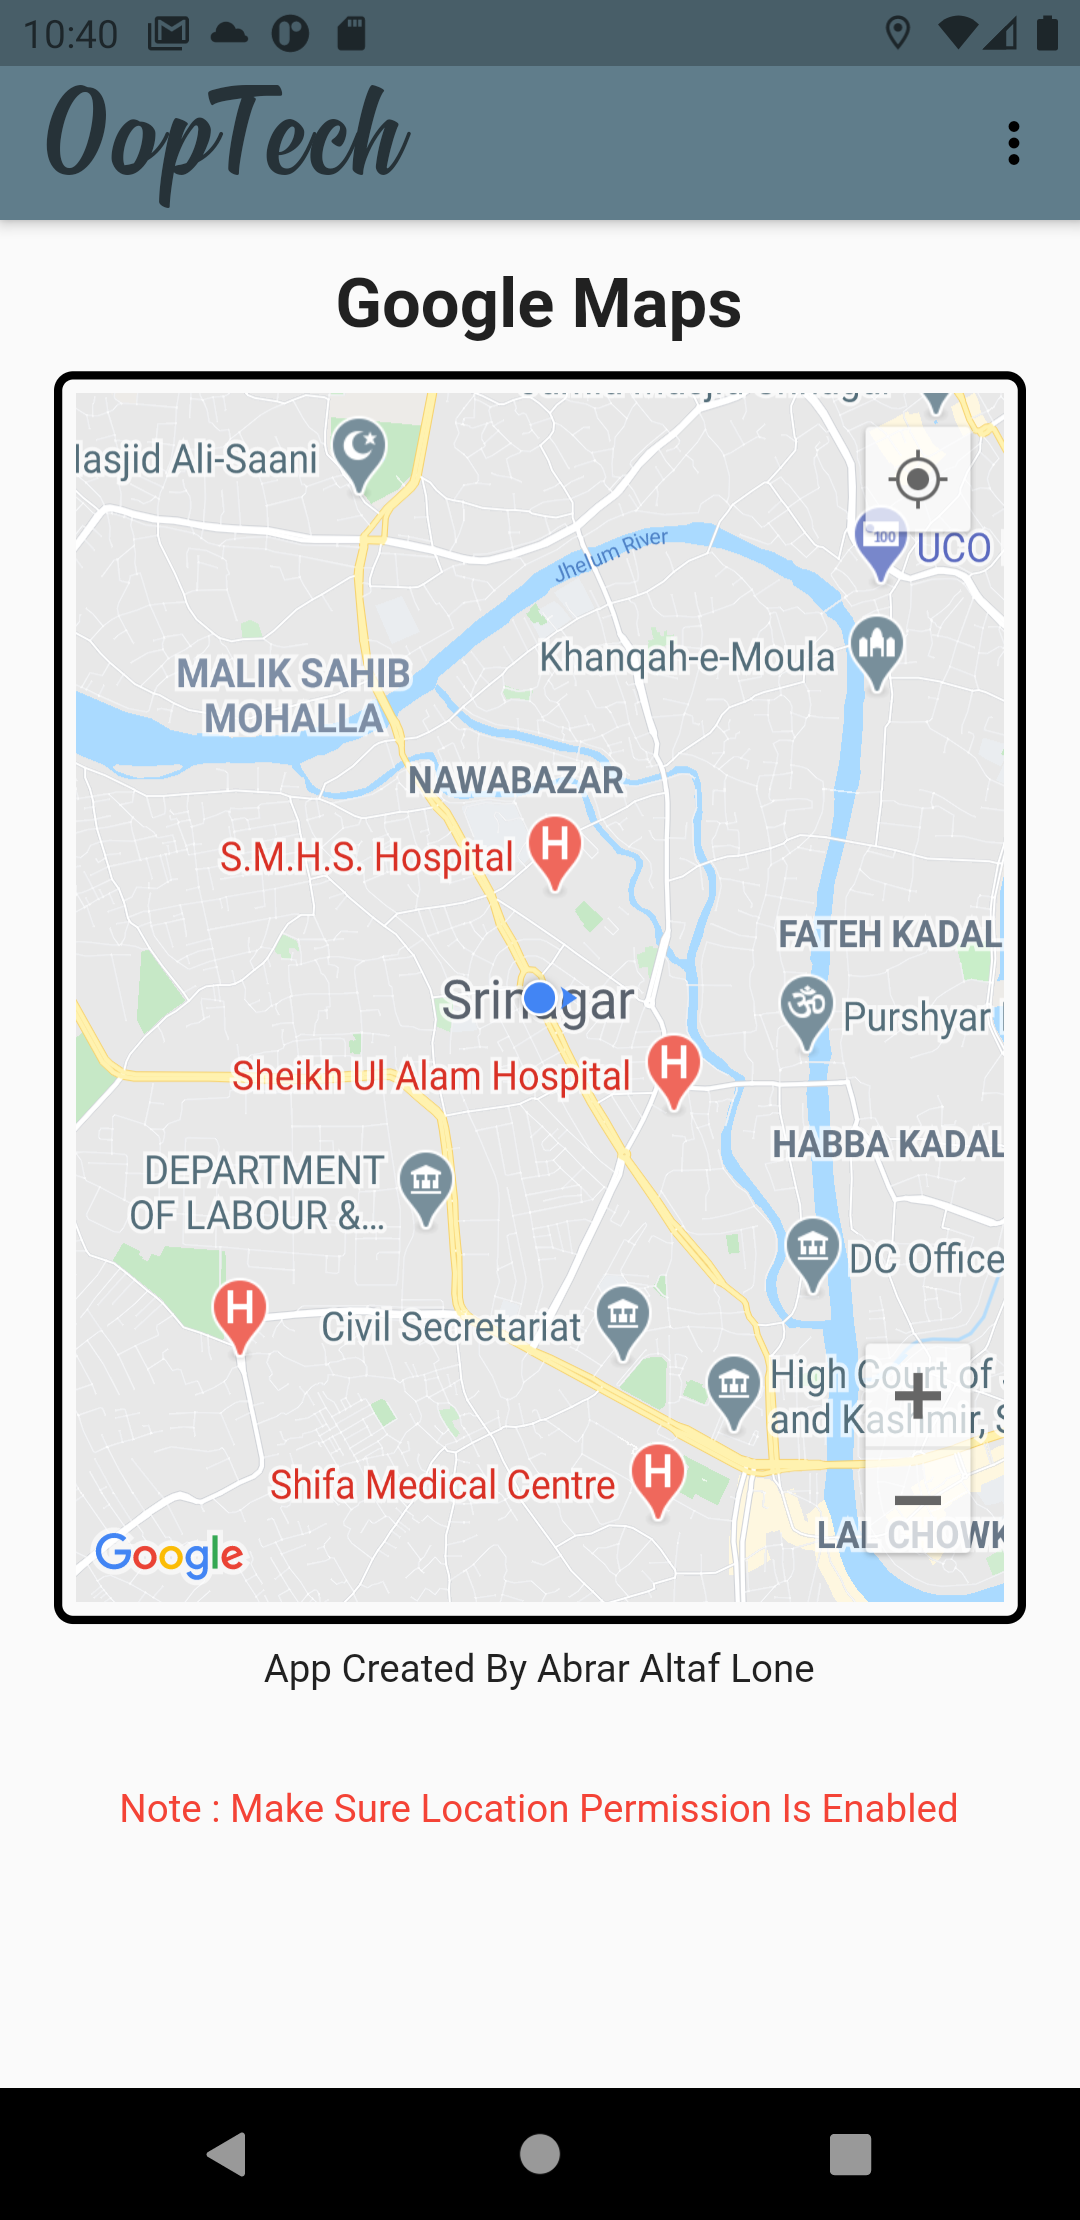 10:40
OopTech
Google Maps
Masjid Ali-Saani
100
UCO
Jhelum River
Khanqah-e-Moula
MALIK SAHIB
MOHALLA
NAWABAZAR
S.M.H.S. Hospital
H
FATEH KADAL
Srinagar
Purshyar
Sheikh Ul Alam Hospital
H
HABBA KADAL
DEPARTMENT
OF LABOUR &...
DC Office
H
Civil Secretariat
High Court of
and Kashmir,
Shifa Medical Centre
H
LAL CHOWK
Google
App Created By Abrar Altaf Lone
Note : Make Sure Location Permission Is Enabled